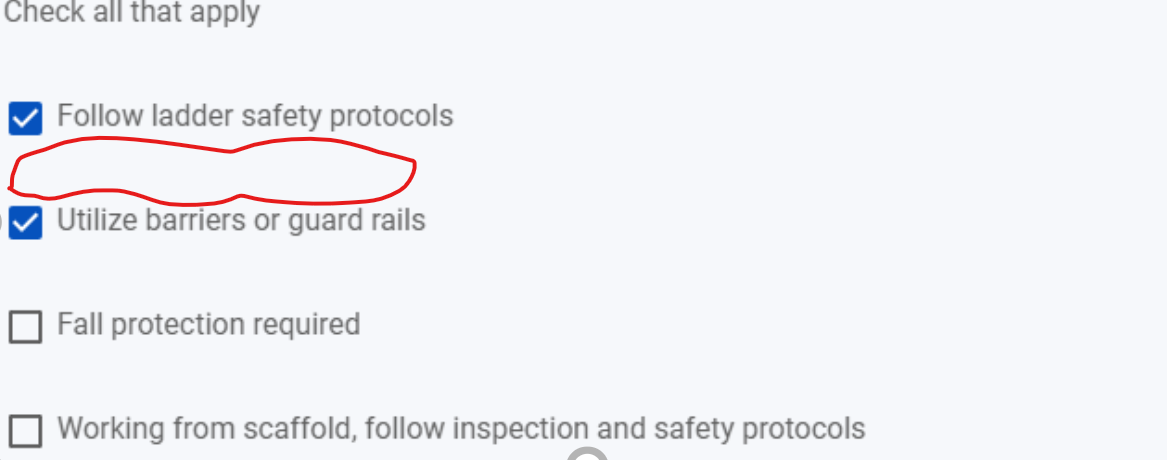 Check all that apply
Follow ladder safety protocols
Utilize barriers or guard rails
Fall protection required
Working from scaffold, follow inspection and safety protocols